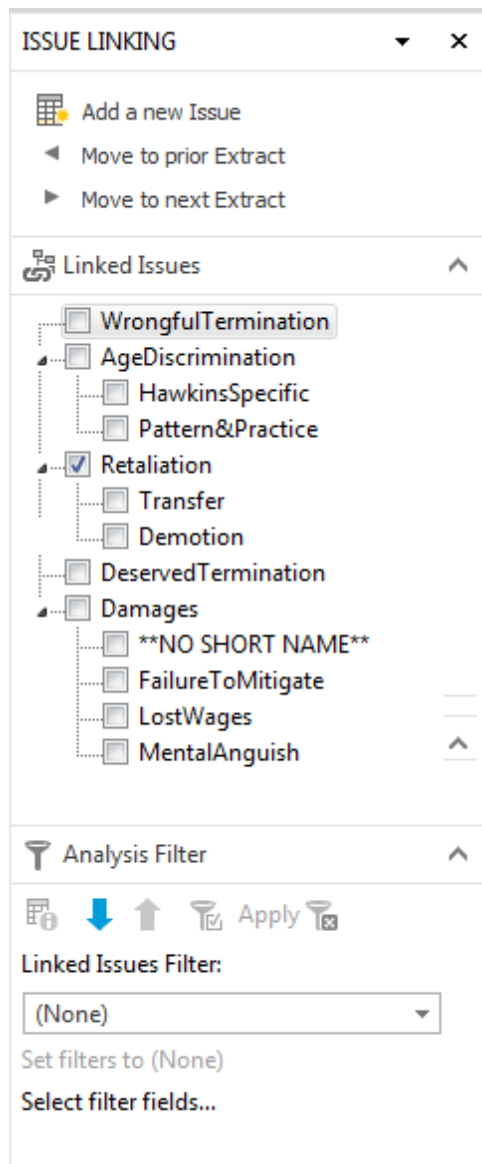 ISSUE LINKING
Add a new Issue
Move to prior Extract
Move to next Extract
Linked Issues
WrongfulTermination
AgeDiscrimination
HawkinsSpecific
Pattern&Practice
Retaliation
Transfer
Demotion
DeservedTermination
Damages
**NO SHORT NAME**
FailureToMitigate
LostWages
MentalAnguish
Analysis Filter
Apply
Linked Issues Filter:
(None)
Set filters to (None)
Select filter fields...